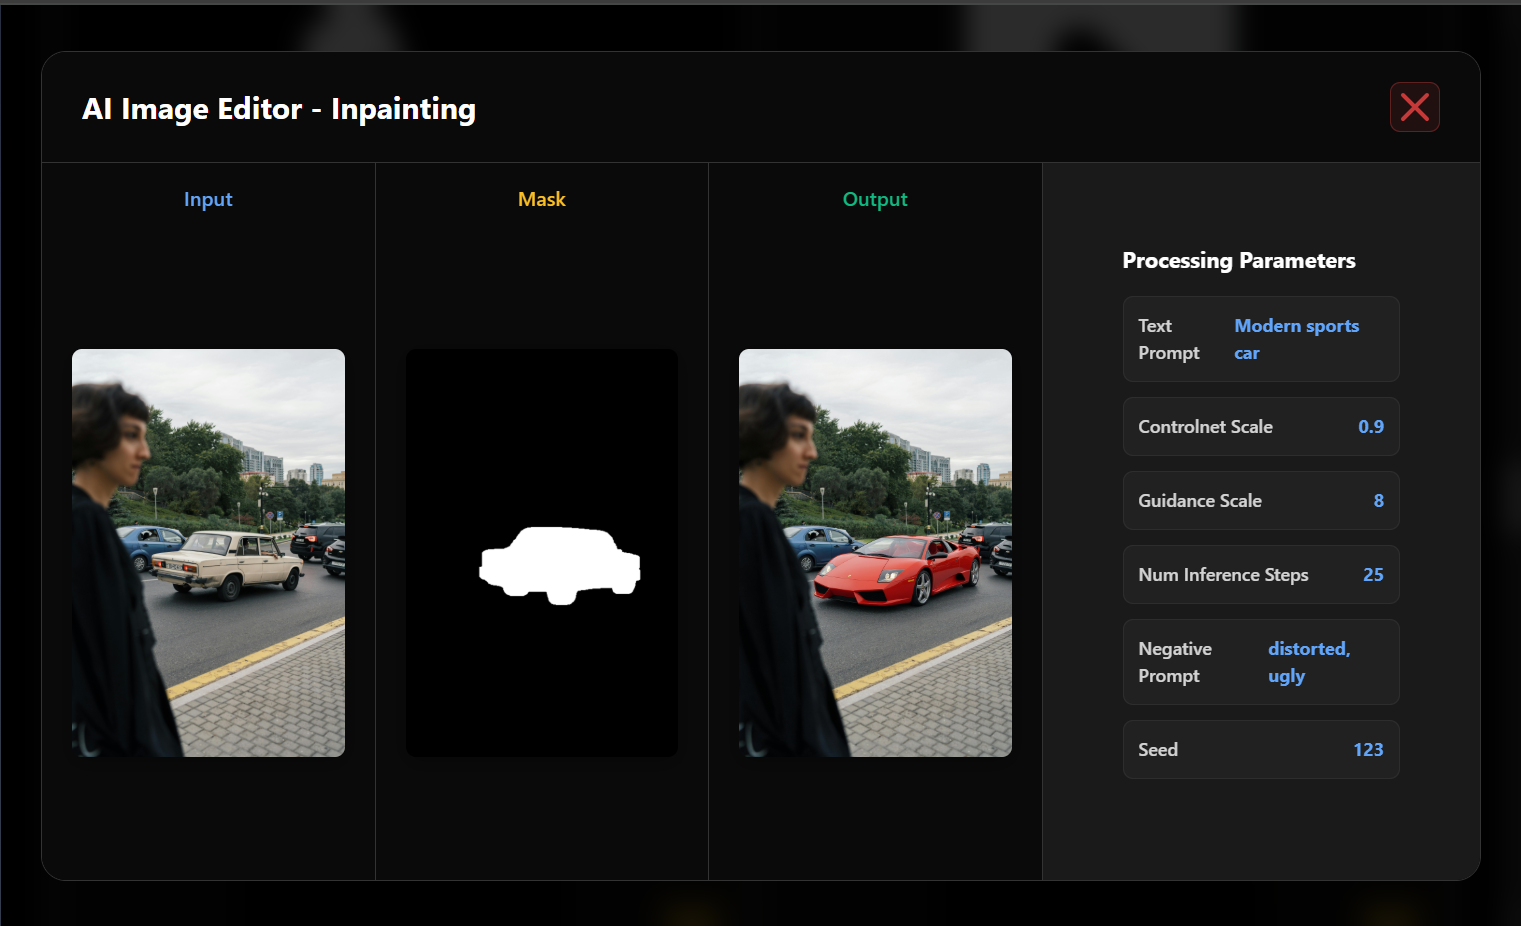 AI Image Editor - Inpainting
Input
Mask
Output
Processing Parameters
Text
Prompt
Modern sports
car
Controlnet Scale
0.9
Guidance Scale
8
Num Inference Steps
25
Negative
Prompt
distorted,
ugly
Seed
123